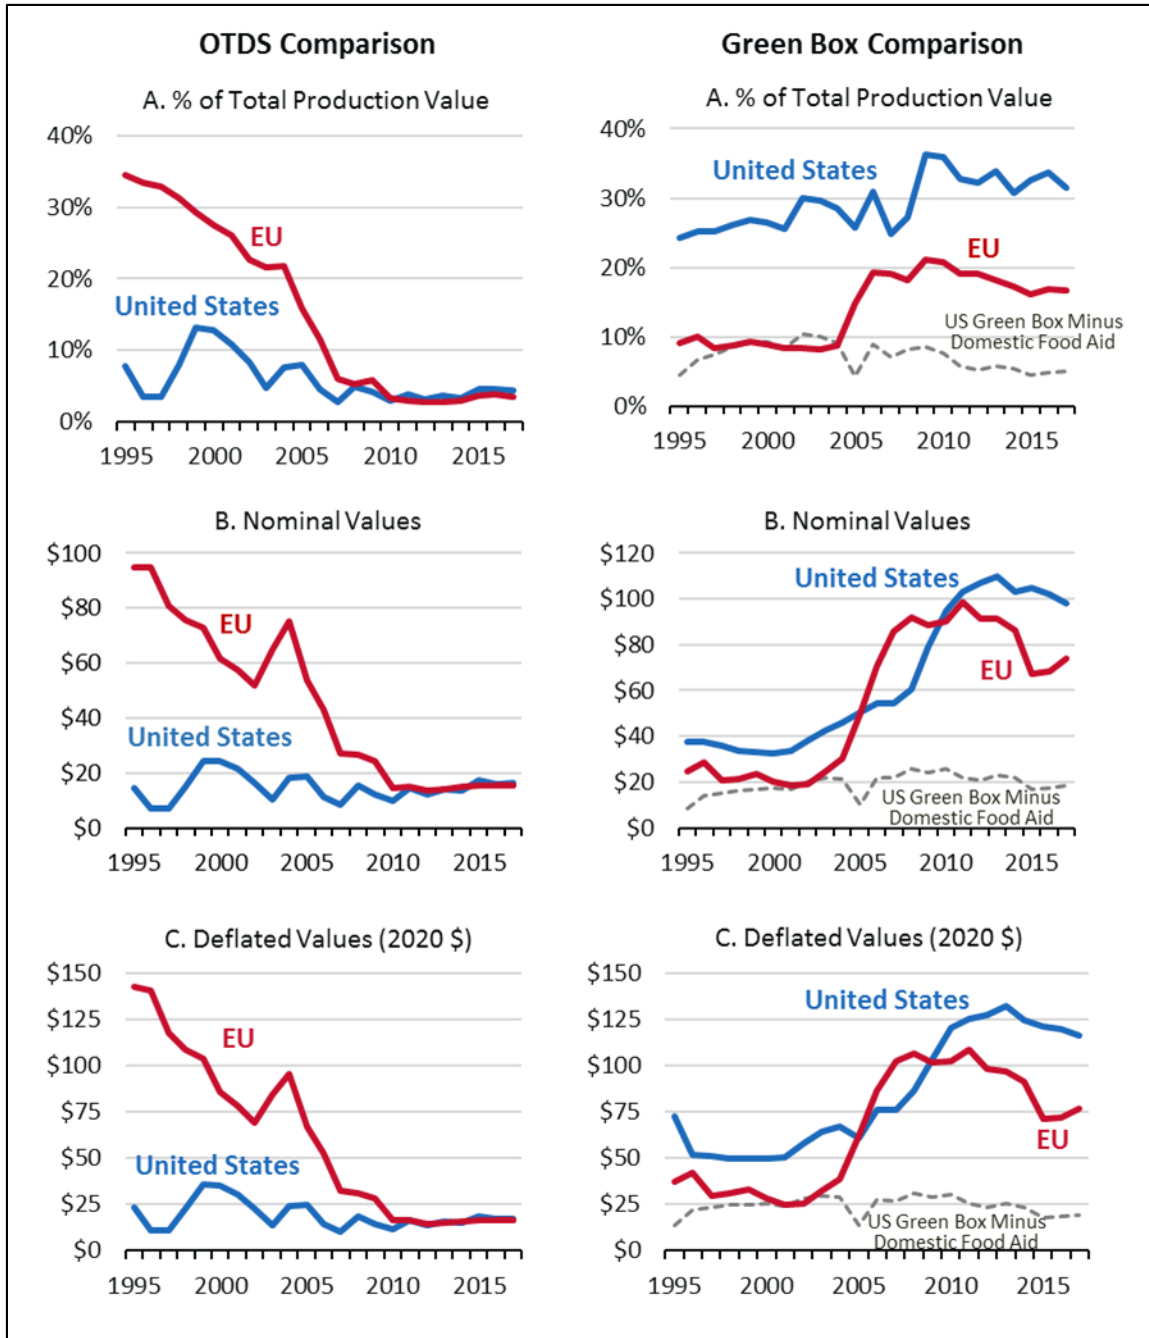 OTDS Comparison
A. % of Total Production Value
40%
30%
20%
10%
0%
EU
United States
1995 2000 2005 2010 2015
B. Nominal Values
$100
$80
$60
$40
$20
$0
EU
United States
1995 2000 2005 2010 2015
C. Deflated Values (2020 $)
$150
$125
$100
$75
$50
$25
$0
EU
United States
1995 2000 2005 2010 2015
Green Box Comparison
A. % of Total Production Value
40%
30%
20%
10%
0%
United States
EU
US Green Box Minus
Domestic Food Aid
1995 2000 2005 2010 2015
B. Nominal Values
$120
$100
$80
$60
$40
$20
$0
United States
EU
US Green Box Minus
Domestic Food Aid
1995 2000 2005 2010 2015
C. Deflated Values (2020 $)
$150
$125
$100
$75
$50
$25
$0
United States
EU
US Green Box Minus
Domestic Food Aid
1995 2000 2005 2010 2015